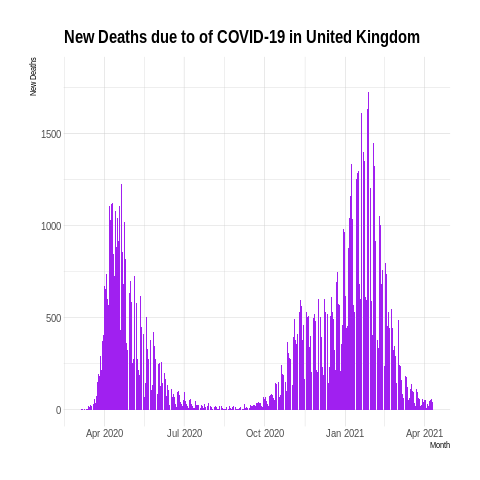 New Deaths due to of COVID-19 in United Kingdom
New Deaths
1500
1000
500
0
Apr 2020 Jul 2020 Oct 2020 Jan 2021 Apr 2021
Month